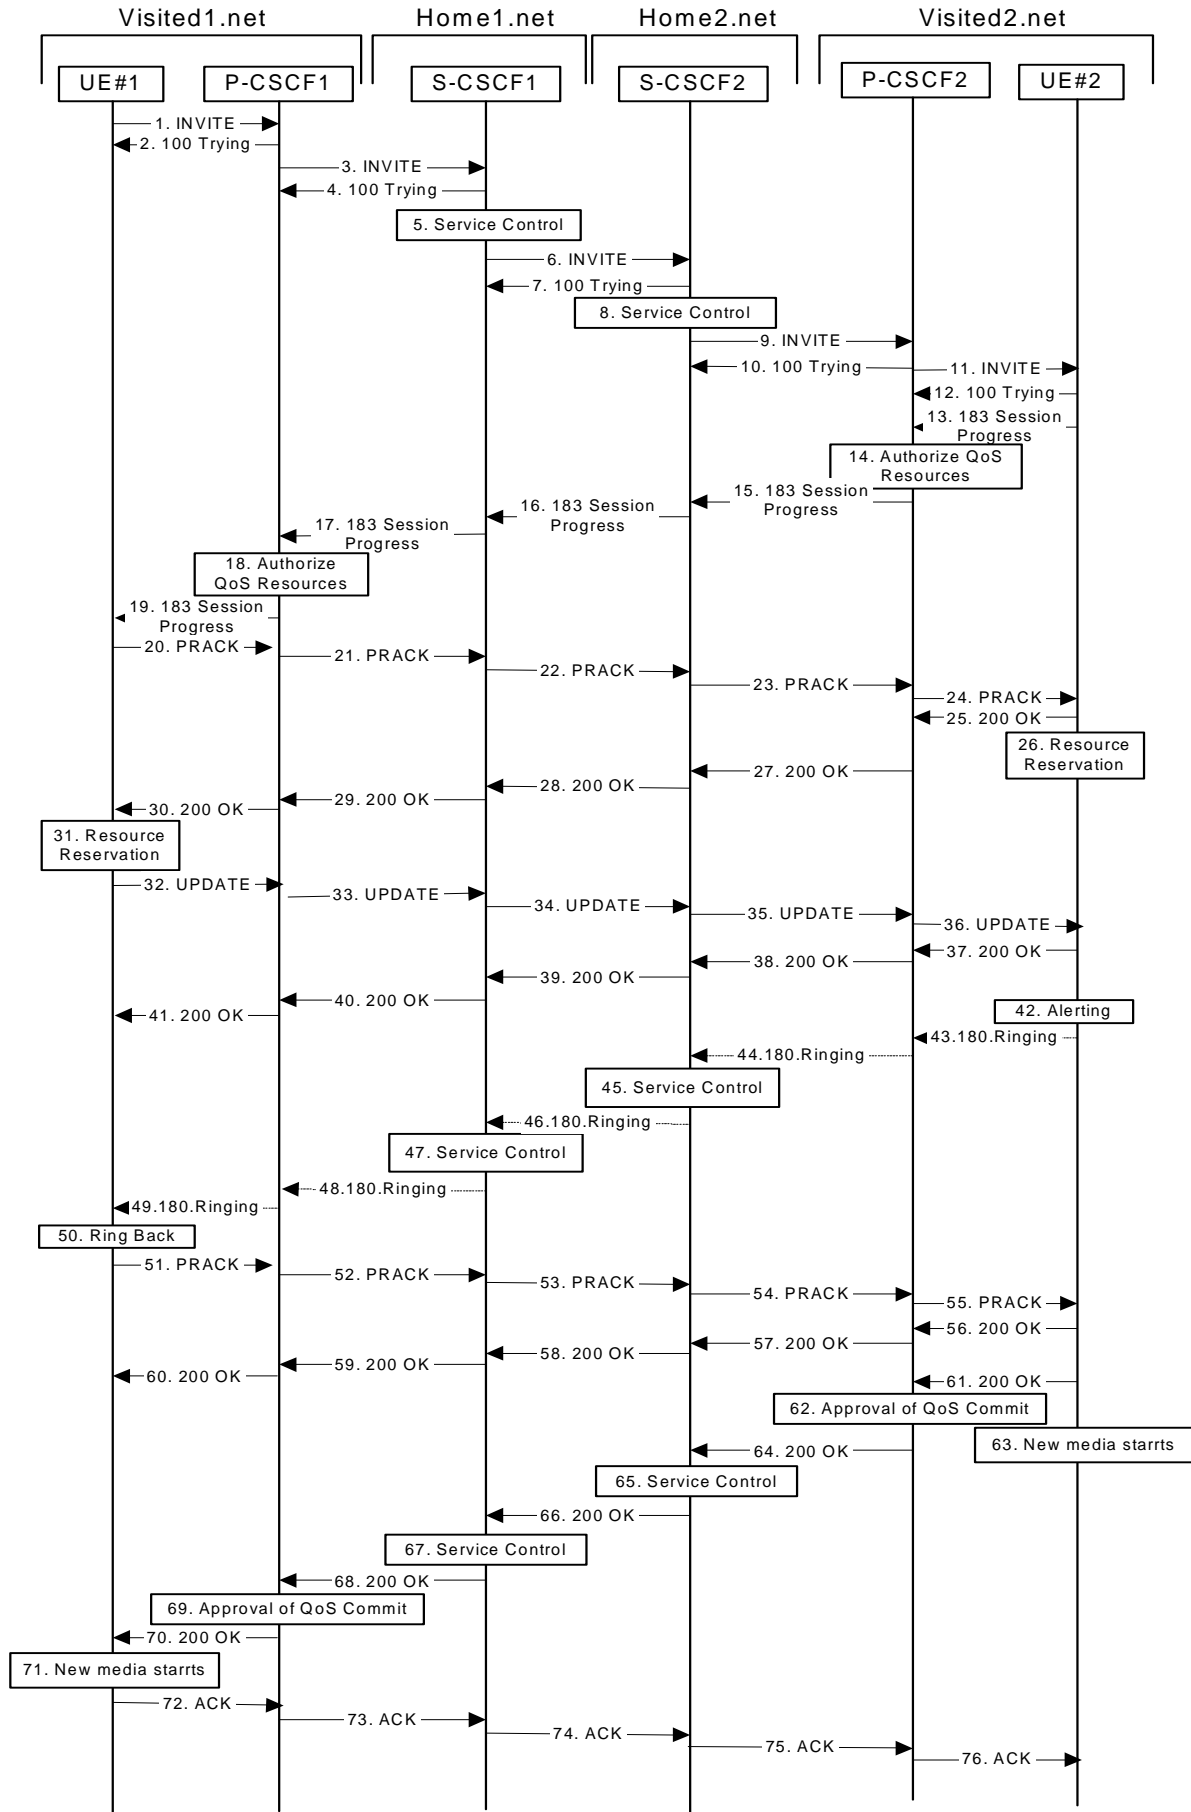 Visited1.net
Home1.net
Home2.net
Visited2.net
UE#1
P-CSCF1
S-CSCF1
S-CSCF2
P-CSCF2
UE#2
1. INVITE
2. 100 Trying
3. INVITE
4. 100 Trying
5. Service Control
6. INVITE
7. 100 Trying
8. Service Control
9. INVITE
10. 100 Trying
11. INVITE
12. 100 Trying
13. 183 Session
Progress
14. Authorize QoS
Resources
15. 183 Session
Progress
16. 183 Session
Progress
17. 183 Session
Progress
18. Authorize
QoS Resources
19. 183 Session
Progress
20. PRACK
21. PRACK
22. PRACK
23. PRACK
24. PRACK
25. 200 OK
26. Resource
Reservation
27. 200 OK
28. 200 OK
29. 200 OK
30. 200 OK
31. Resource
Reservation
32. UPDATE
33. UPDATE
34. UPDATE
35. UPDATE
36. UPDATE
37. 200 OK
38. 200 OK
39. 200 OK
40. 200 OK
41. 200 OK
42. Alerting
43.180.Ringing
44.180.Ringing
45. Service Control
46.180.Ringing
47. Service Control
48.180.Ringing
49.180.Ringing
50. Ring Back
51. PRACK
52. PRACK
53. PRACK
54. PRACK
55. PRACK
56. 200 OK
57. 200 OK
58. 200 OK
59. 200 OK
60. 200 OK
61. 200 OK
62. Approval of QoS Commit
63. New media starrts
64. 200 OK
65. Service Control
66. 200 OK
67. Service Control
68. 200 OK
69. Approval of QoS Commit
70. 200 OK
71. New media starrts
72. ACK
73. ACK
74. ACK
75. ACK
76. ACK